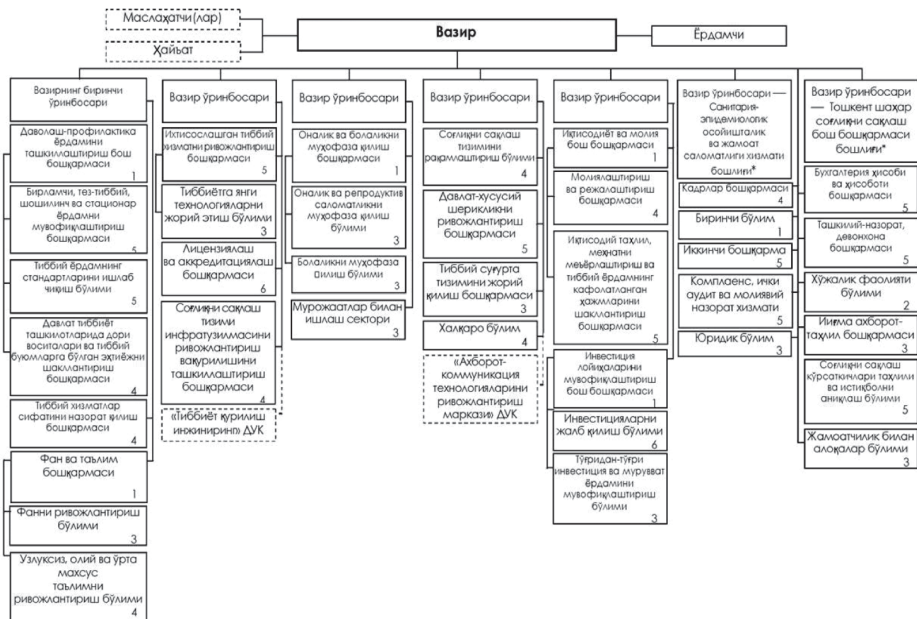 Маслаҳатчи(лар)
Вазир
Ёрдамчи
Ҳайъат
Вазирнинг биринчи
ўринбосари
Даволаш-профилактика
ёрдамини
ташкиллаштириш бош
бошқармаси
1
Бирламчи, тез-тиббий,
шошилинч ва стационар
ёрдамни
мувофиқлаштириш
бошқармаси
5
Тиббий ёрдамнинг
стандартларини ишлаб
чиқиш бўлими
5
Давлат тиббиёт
ташкилотларида дори
воситалари ва тиббий
буюмларга бўлган эҳтиёжни
шакллантириш
бошқармаси
4
Тиббий хизматлар
сифатини назорат қилиш
бошқармаси
4
Фан ва таълим
бошқармаси
1
Фанни ривожлантириш
бўлими
3
Узлуксиз, олий ва ўрта
махсус
таълимни
ривожлантириш бўлими
4
Вазир ўринбосари
Ихтисослашган тиббий
хизматни ривожлантириш
бошқармаси
5
Тиббиётга янги
технологияларни
жорий этиш бўлими
3
Лицензиялаш
ва аккредитациялаш
бошқармаси
6
Соғлиқни сақлаш
тизими
инфратузилмасини
ривожлантириш
вақурилишини
ташкиллаштириш
бошқармаси
4
«Тиббиёт қурилиш
инжиниринг» ДУК
Вазир ўринбосари
Оналик ва болаликни
муҳофаза қилиш
бошқармаси
1
Оналик ва репродуктив
саломатликни
муҳофаза қилиш
бўлими
3
Болаликни муҳофаза
қилиш бўлими
3
Мурожаатлар билан
ишлаш сектори
3
Вазир ўринбосари
Соғлиқни сақлаш
тизимини
рақамлаштириш бўлими
4
Давлат-хусусий
шерикликни
ривожлантириш
бошқармаси
5
Тиббий суғурта
тизимини жорий
қилиш бошқармаси
3
Халқаро бўлим
4
«Ахборот-
коммуникация
технологияларини
ривожлантириш
маркази» ДУК
Вазир ўринбосари
Иқтисодиёт ва молия
бош бошқармаси
1
Молиялаштириш
ва режалаштириш
бошқармаси
4
Иқтисодий таҳлил,
меҳнатни
меъёрлаштириш ва
тиббий ёрдамнинг
кафолатланган
ҳажмларини
шакллантириш
бошқармаси
5
Инвестиция
лойиҳаларини
мувофиқлаштириш
бош бошқармаси
1
Инвестицияларни
жалб қилиш бўлими
6
Тўғридан-тўғри
инвестиция ва мурувват
ёрдамини
мувофиқлаштириш
бўлими
3
Вазир ўринбосари —
Санитария-
эпидемиологик
осойишталик
ва жамоат
саломатлиги хизмати
бошлиғи*
Кадрлар бошқармаси
4
Биринчи бўлим
1
Иккинчи бошқарма
5
Комплаенс, ички
аудит ва молиявий
назорат хизмати
5
Юридик бўлим
3
Вазир ўринбосари
— Тошкент шаҳар
соғлиқни сақлаш
бош бошқармаси
бошлиғи*
Бухгалтерия ҳисоби
ва ҳисоботи
бошқармаси
5
Ташкилий-назорат,
девонхона
бошқармаси
6
Хўжалик фаолияти
бўлими
2
Йиғма ахборот-
таҳлил бошқармаси
3
Соғлиқни сақлаш
кўрсаткичлари таҳлили
ва истиқболни
аниқлаш бўлими
5
Жамоатчилик билан
алоқалар бўлими
3